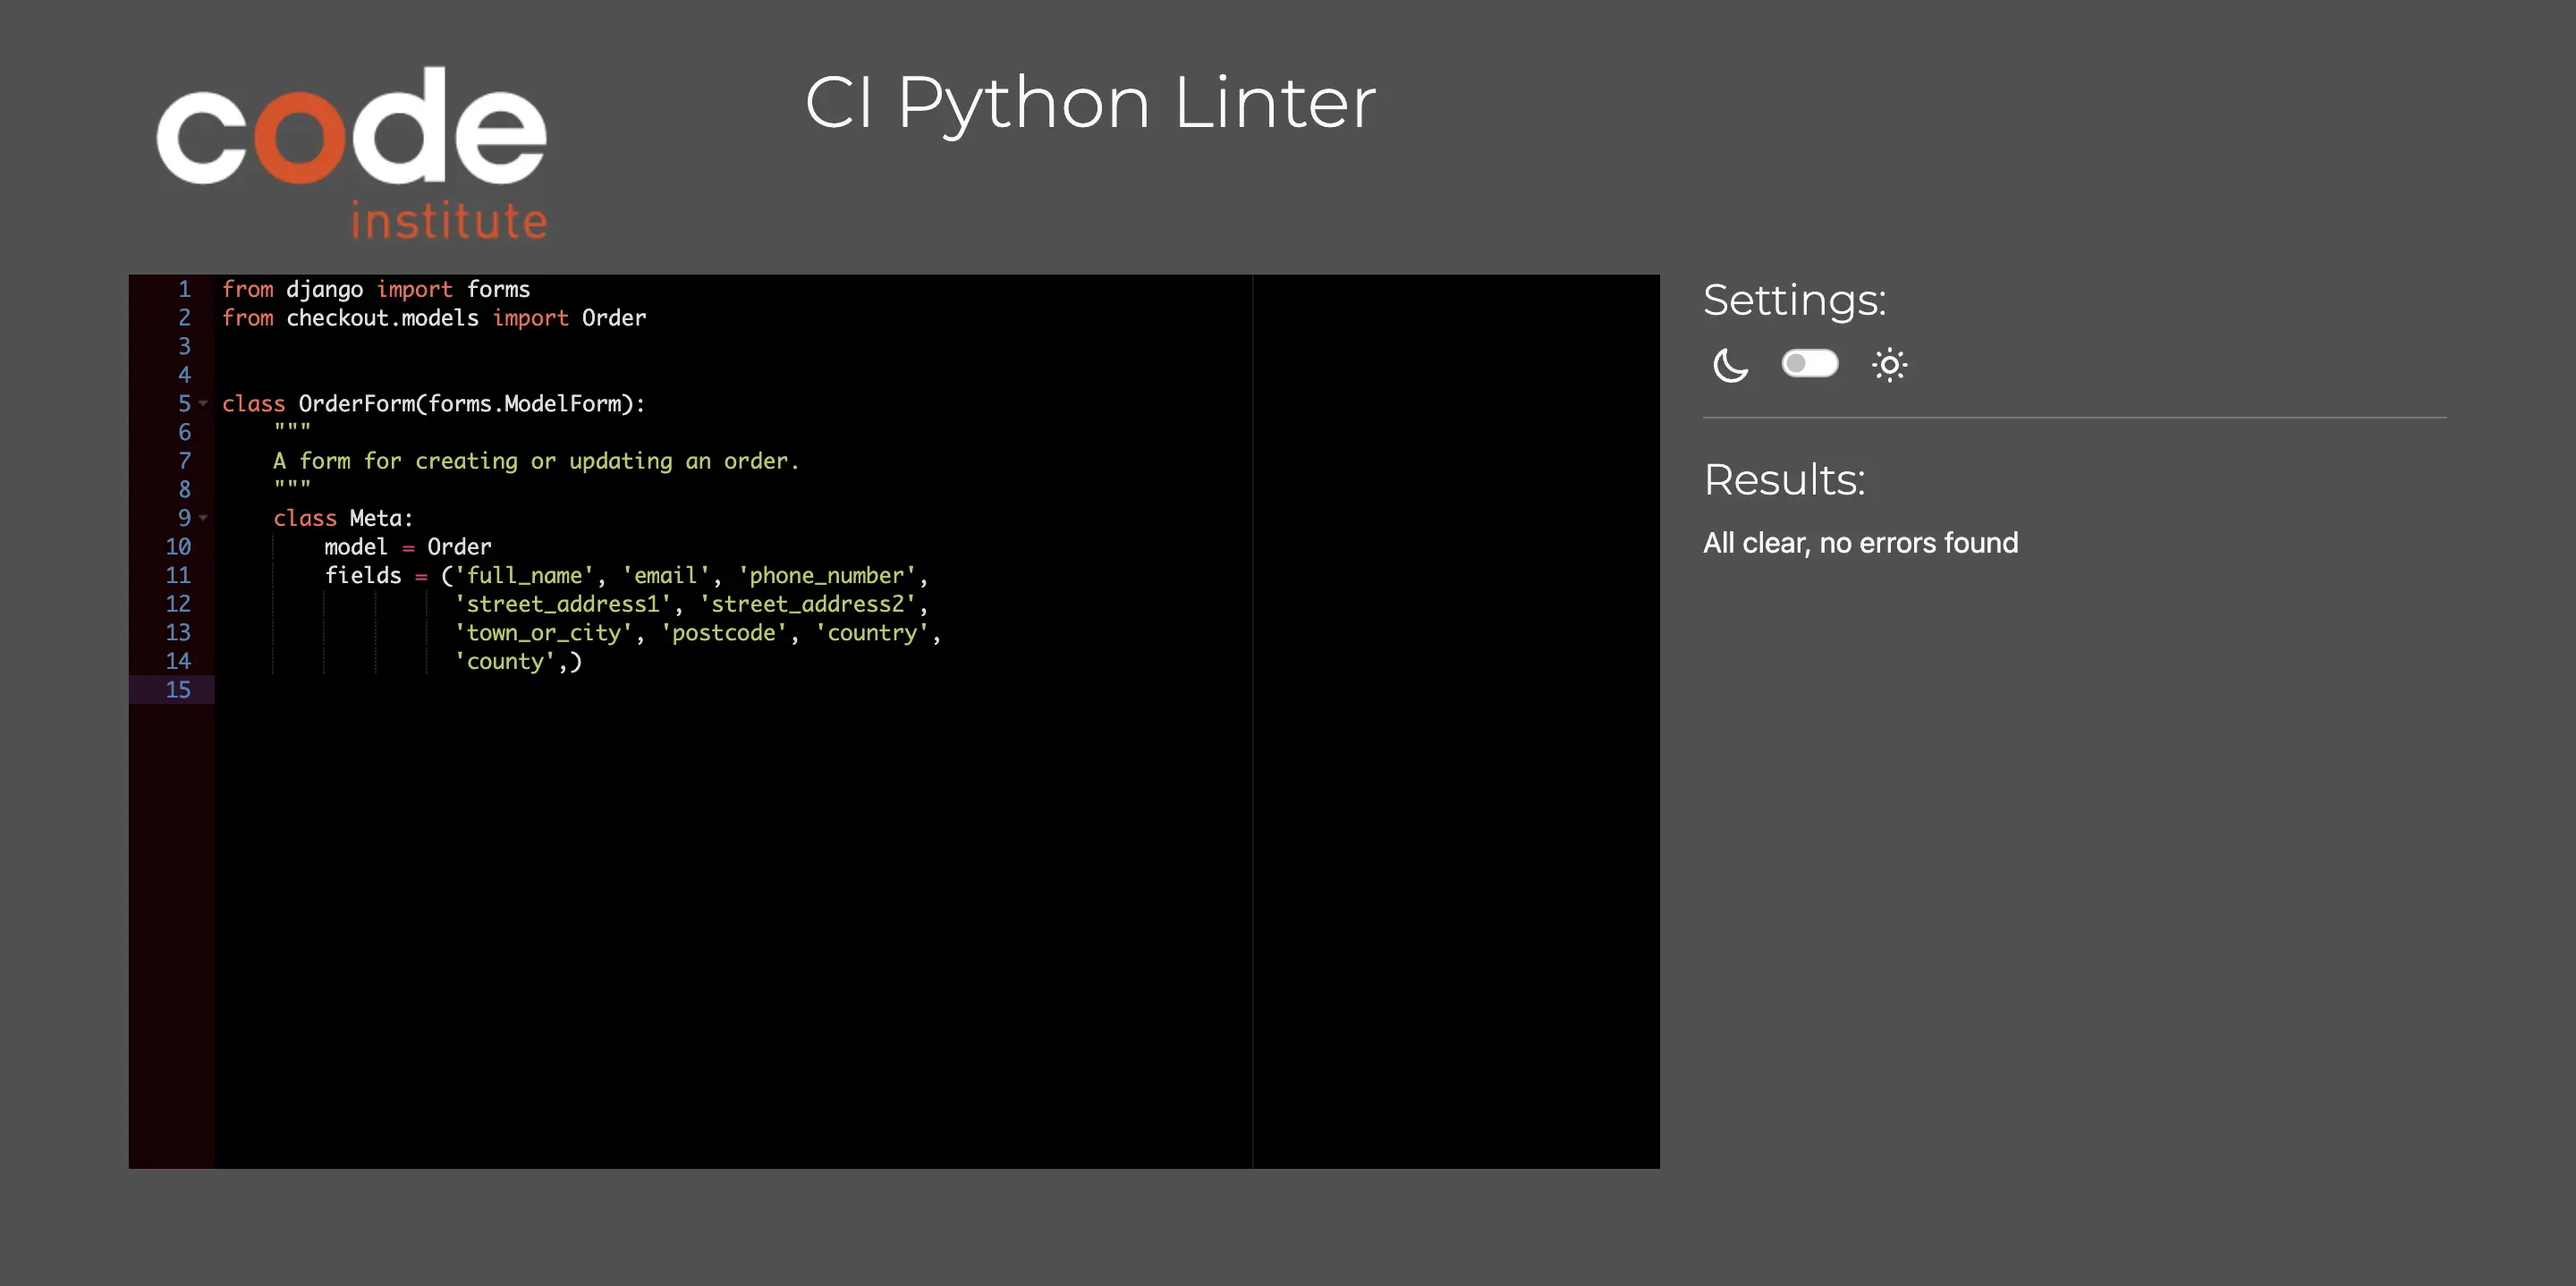 code
institute
CI Python Linter
1 from django import forms
2 from checkout.models import Order
3
4
5 class OrderForm(forms.ModelForm):
6     """
7     A form for creating or updating an order.
8     """
9     class Meta:
10         model = Order
11         fields = ('full_name', 'email', 'phone_number',
12                   'street_address1', 'street_address2',
13                   'town_or_city', 'postcode', 'country',
14                   'county',)
15
Settings:
Results:
All clear, no errors found